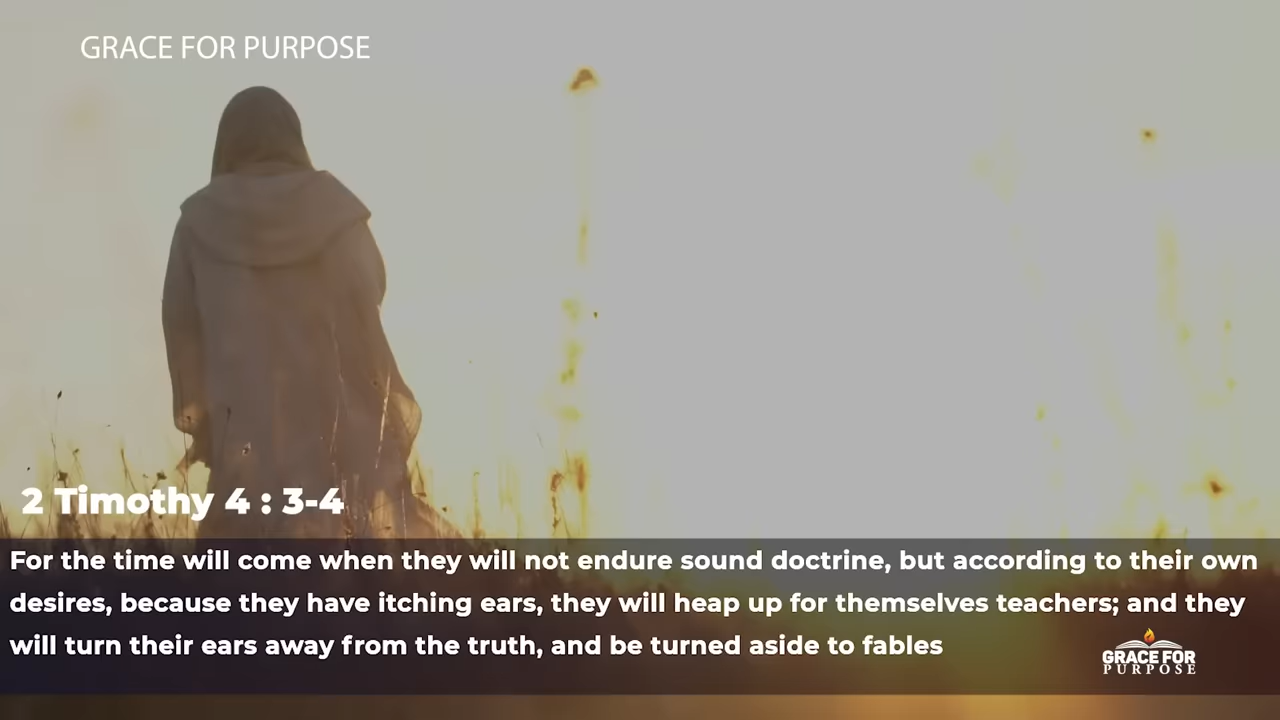 GRACE FOR PURPOSE
2 Timothy 4 : 3-4
For the time will come when they will not endure sound doctrine, but according to their own
desires, because they have itching ears, they will heap up for themselves teachers; and they
will turn their ears away from the truth, and be turned aside to fables
GRACE FOR
PURPOSE